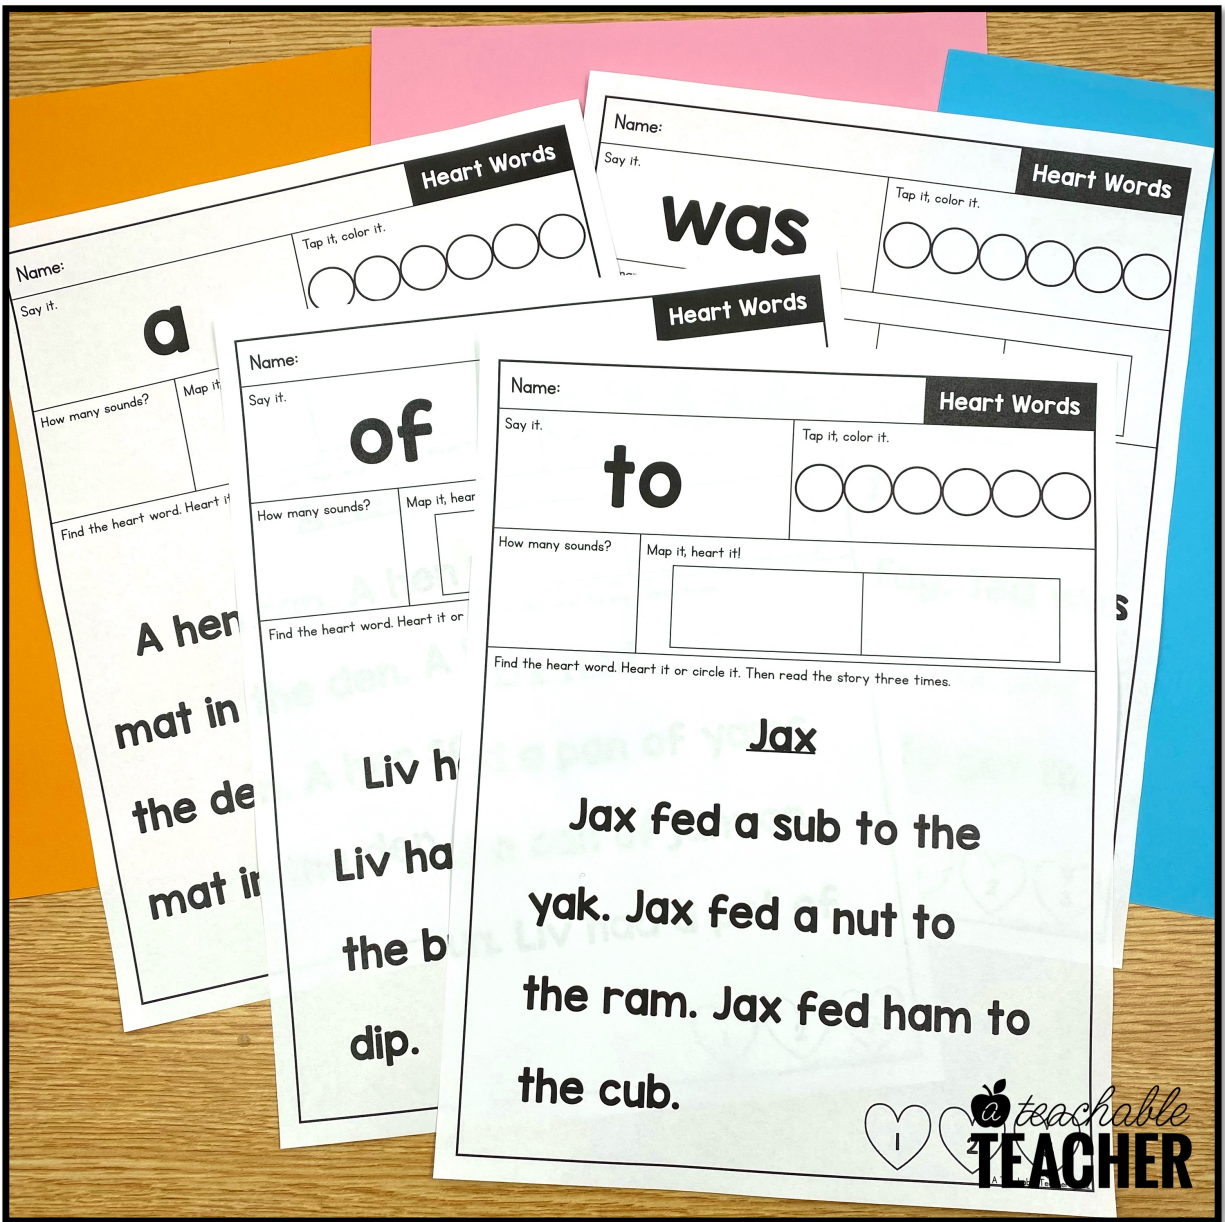 Name:
Heart Words
Say it.
a
Tap it, color it.
How many sounds?
Map it
Find the heart word. Heart it
A hen
mat in
the de
mat in
Name:
Heart Words
Say it.
was
Tap it, color it.
s
Name:
Heart Words
Say it.
of
How many sounds?
Map it, hear
Find the heart word. Heart it or
Liv h
Liv ha
the b
dip.
Name:
Heart Words
Say it.
to
Tap it, color it.
How many sounds?
Map it, heart it!
Find the heart word. Heart it or circle it. Then read the story three times.
Jax
Jax fed a sub to the
yak. Jax fed a nut to
the ram. Jax fed ham to
the cub.
1
2
a teachable
TEACHER